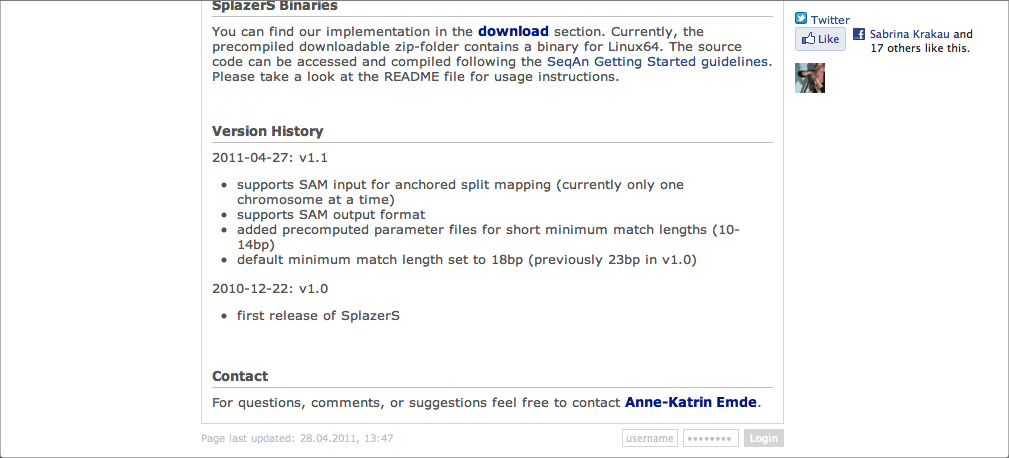 SplazerS Binaries
You can find our implementation in the download section. Currently, the
precompiled downloadable zip-folder contains a binary for Linux64. The source
code can be accessed and compiled following the SeqAn Getting Started guidelines.
Please take a look at the README file for usage instructions.
Version History
2011-04-27: v1.1
• supports SAM input for anchored split mapping (currently only one
chromosome at a time)
• supports SAM output format
• added precomputed parameter files for short minimum match lengths (10-
14bp)
• default minimum match length set to 18bp (previously 23bp in v1.0)
2010-12-22: v1.0
• first release of SplazerS
Contact
For questions, comments, or suggestions feel free to contact Anne-Katrin Emde.
Page last updated: 28.04.2011, 13:47
username •••••••• Login
Twitter
Like Sabrina Krakau and
17 others like this.